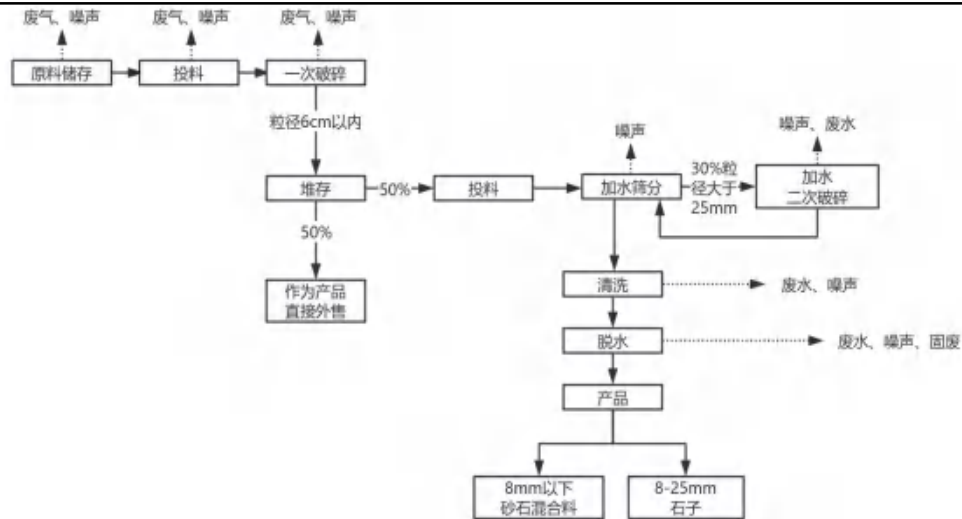 废气、噪声
废气、噪声
废气、噪声
原料储存
投料
一次破碎
粒径6cm以内
噪声
噪声、废水
堆存
50%
投料
加水筛分
30%粒
径大于
25mm
加水
二次破碎
50%
作为产品
直接外售
清洗
废水、噪声
脱水
废水、噪声、固废
产品
8mm以下
砂石混合料
8-25mm
石子